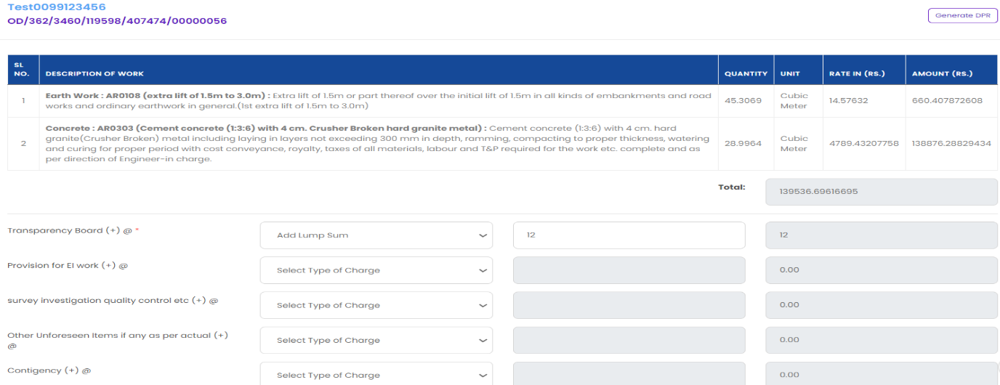 Test0099123456
OD/362/3460/119598/407474/00000056
Generate DPR
SL NO. DESCRIPTION OF WORK QUANTITY UNIT RATE IN (RS.) AMOUNT (RS.)
1 Earth Work : AR0108 (extra lift of 1.5m to 3.0m) : Extra lift of 1.5m or part thereof over the initial lift of 1.5m in all kinds of embankments and road
works and ordinary earthwork in general.(1st extra lift of 1.5m to 3.0m)
45.3069 Cubic Meter 14.57632 660.407872608
2 Concrete : AR0303 (Cement concrete (1:3:6) with 4 cm. Crusher Broken hard granite metal) : Cement concrete (1:3:6) with 4 cm. hard
granite(Crusher Broken) metal including laying in layers not exceeding 300 mm in depth, ramming, compacting to proper thickness, watering
and curing for proper period with cost conveyance, royalty, taxes of all materials, labour and T&P required for the work etc. complete and as
per direction of Engineer-in charge.
28.9964 Cubic Meter 4789.43207758 138876.28829434
Total: 139536.69616695
Transparency Board (+) @ * Add Lump Sum 12 12
Provision for EI work (+) @ Select Type of Charge 0.00
survey investigation quality control etc (+) @ Select Type of Charge 0.00
Other Unforeseen Items if any as per actual (+)
@ Select Type of Charge 0.00
Contigency (+) @ Select Type of Charge 0.00